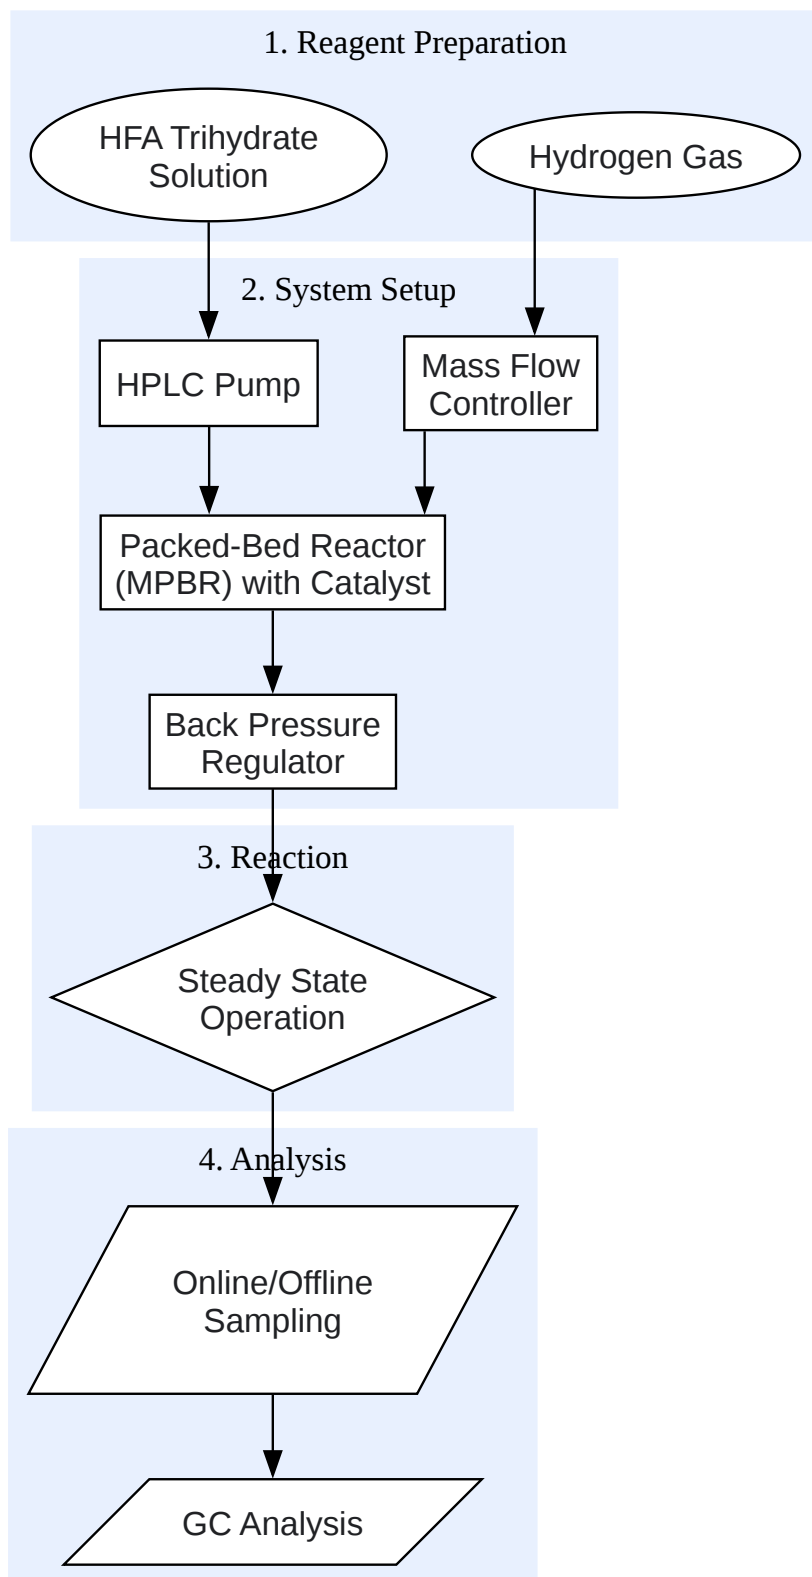 1. Reagent Preparation
HFA Trihydrate
Solution
Hydrogen Gas
2. System Setup
HPLC Pump
Mass Flow
Controller
Packed-Bed Reactor
(MPBR) with Catalyst
Back Pressure
Regulator
3. Reaction
Steady State
Operation
4. Analysis
Online/Offline
Sampling
GC Analysis